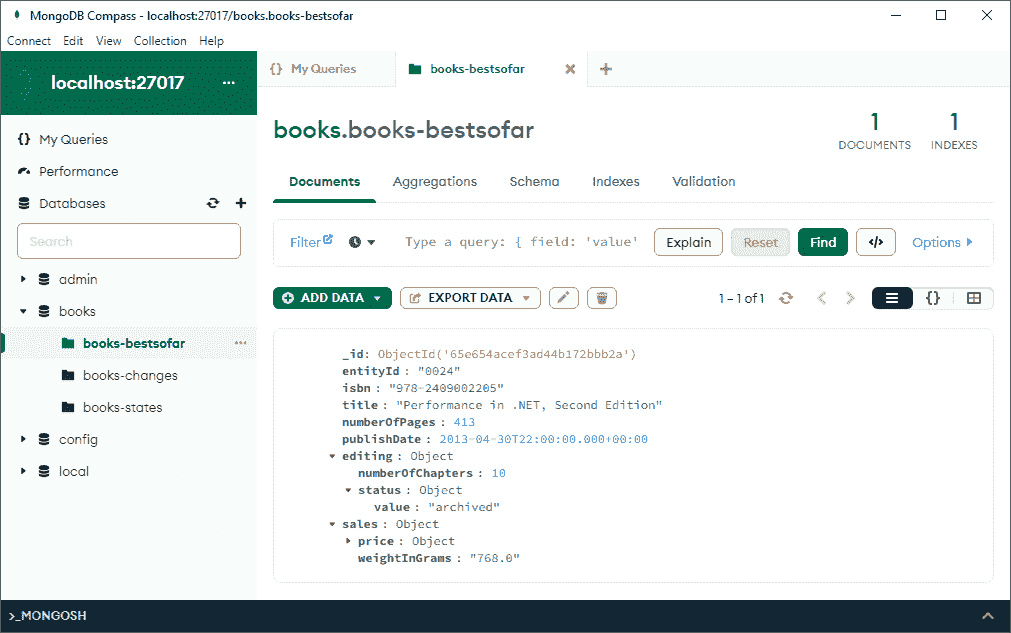 MongoDB Compass - localhost:27017/books.books-bestsofar
Connect Edit View Collection Help
localhost:27017 ...
{} My Queries
Performance
Databases
Search
admin
books
books-bestsofar ...
books-changes
books-states
config
local
{} My Queries
books-bestsofar
books.books-bestsofar
1 DOCUMENTS
1 INDEXES
Documents Aggregations Schema Indexes Validation
Filter Type a query: { field: 'value' Explain Reset Find </> Options
ADD DATA EXPORT DATA 1 – 1 of 1 {}
_id: ObjectId('65e654acef3ad44b172bbb2a')
entityId : "0024"
isbn : "978-2409002205"
title : "Performance in .NET, Second Edition"
numberOfPages : 413
publishDate : 2013-04-30T22:00:00.000+00:00
editing : Object
numberOfChapters : 10
status : Object
value : "archived"
sales : Object
price : Object
weightInGrams : "768.0"
>_MONGOSH